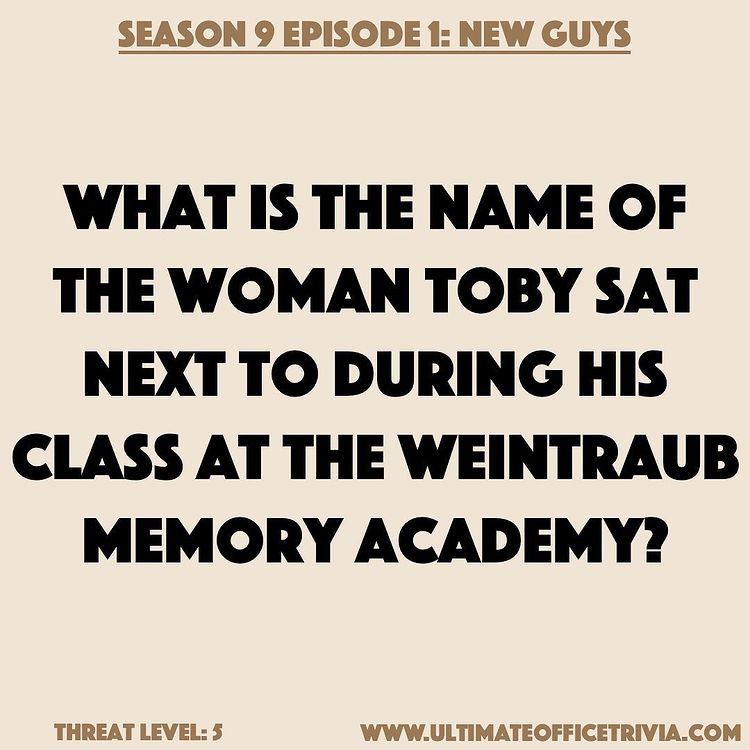 SEASON 9 EPISODE 1: NEW GUYS
WHAT IS THE NAME OF
THE WOMAN TOBY SAT
NEXT TO DURING HIS
CLASS AT THE WEINTRAUB
MEMORY ACADEMY?
THREAT LEVEL: 5
WWW.ULTIMATEOFFICETRIVIA.COM